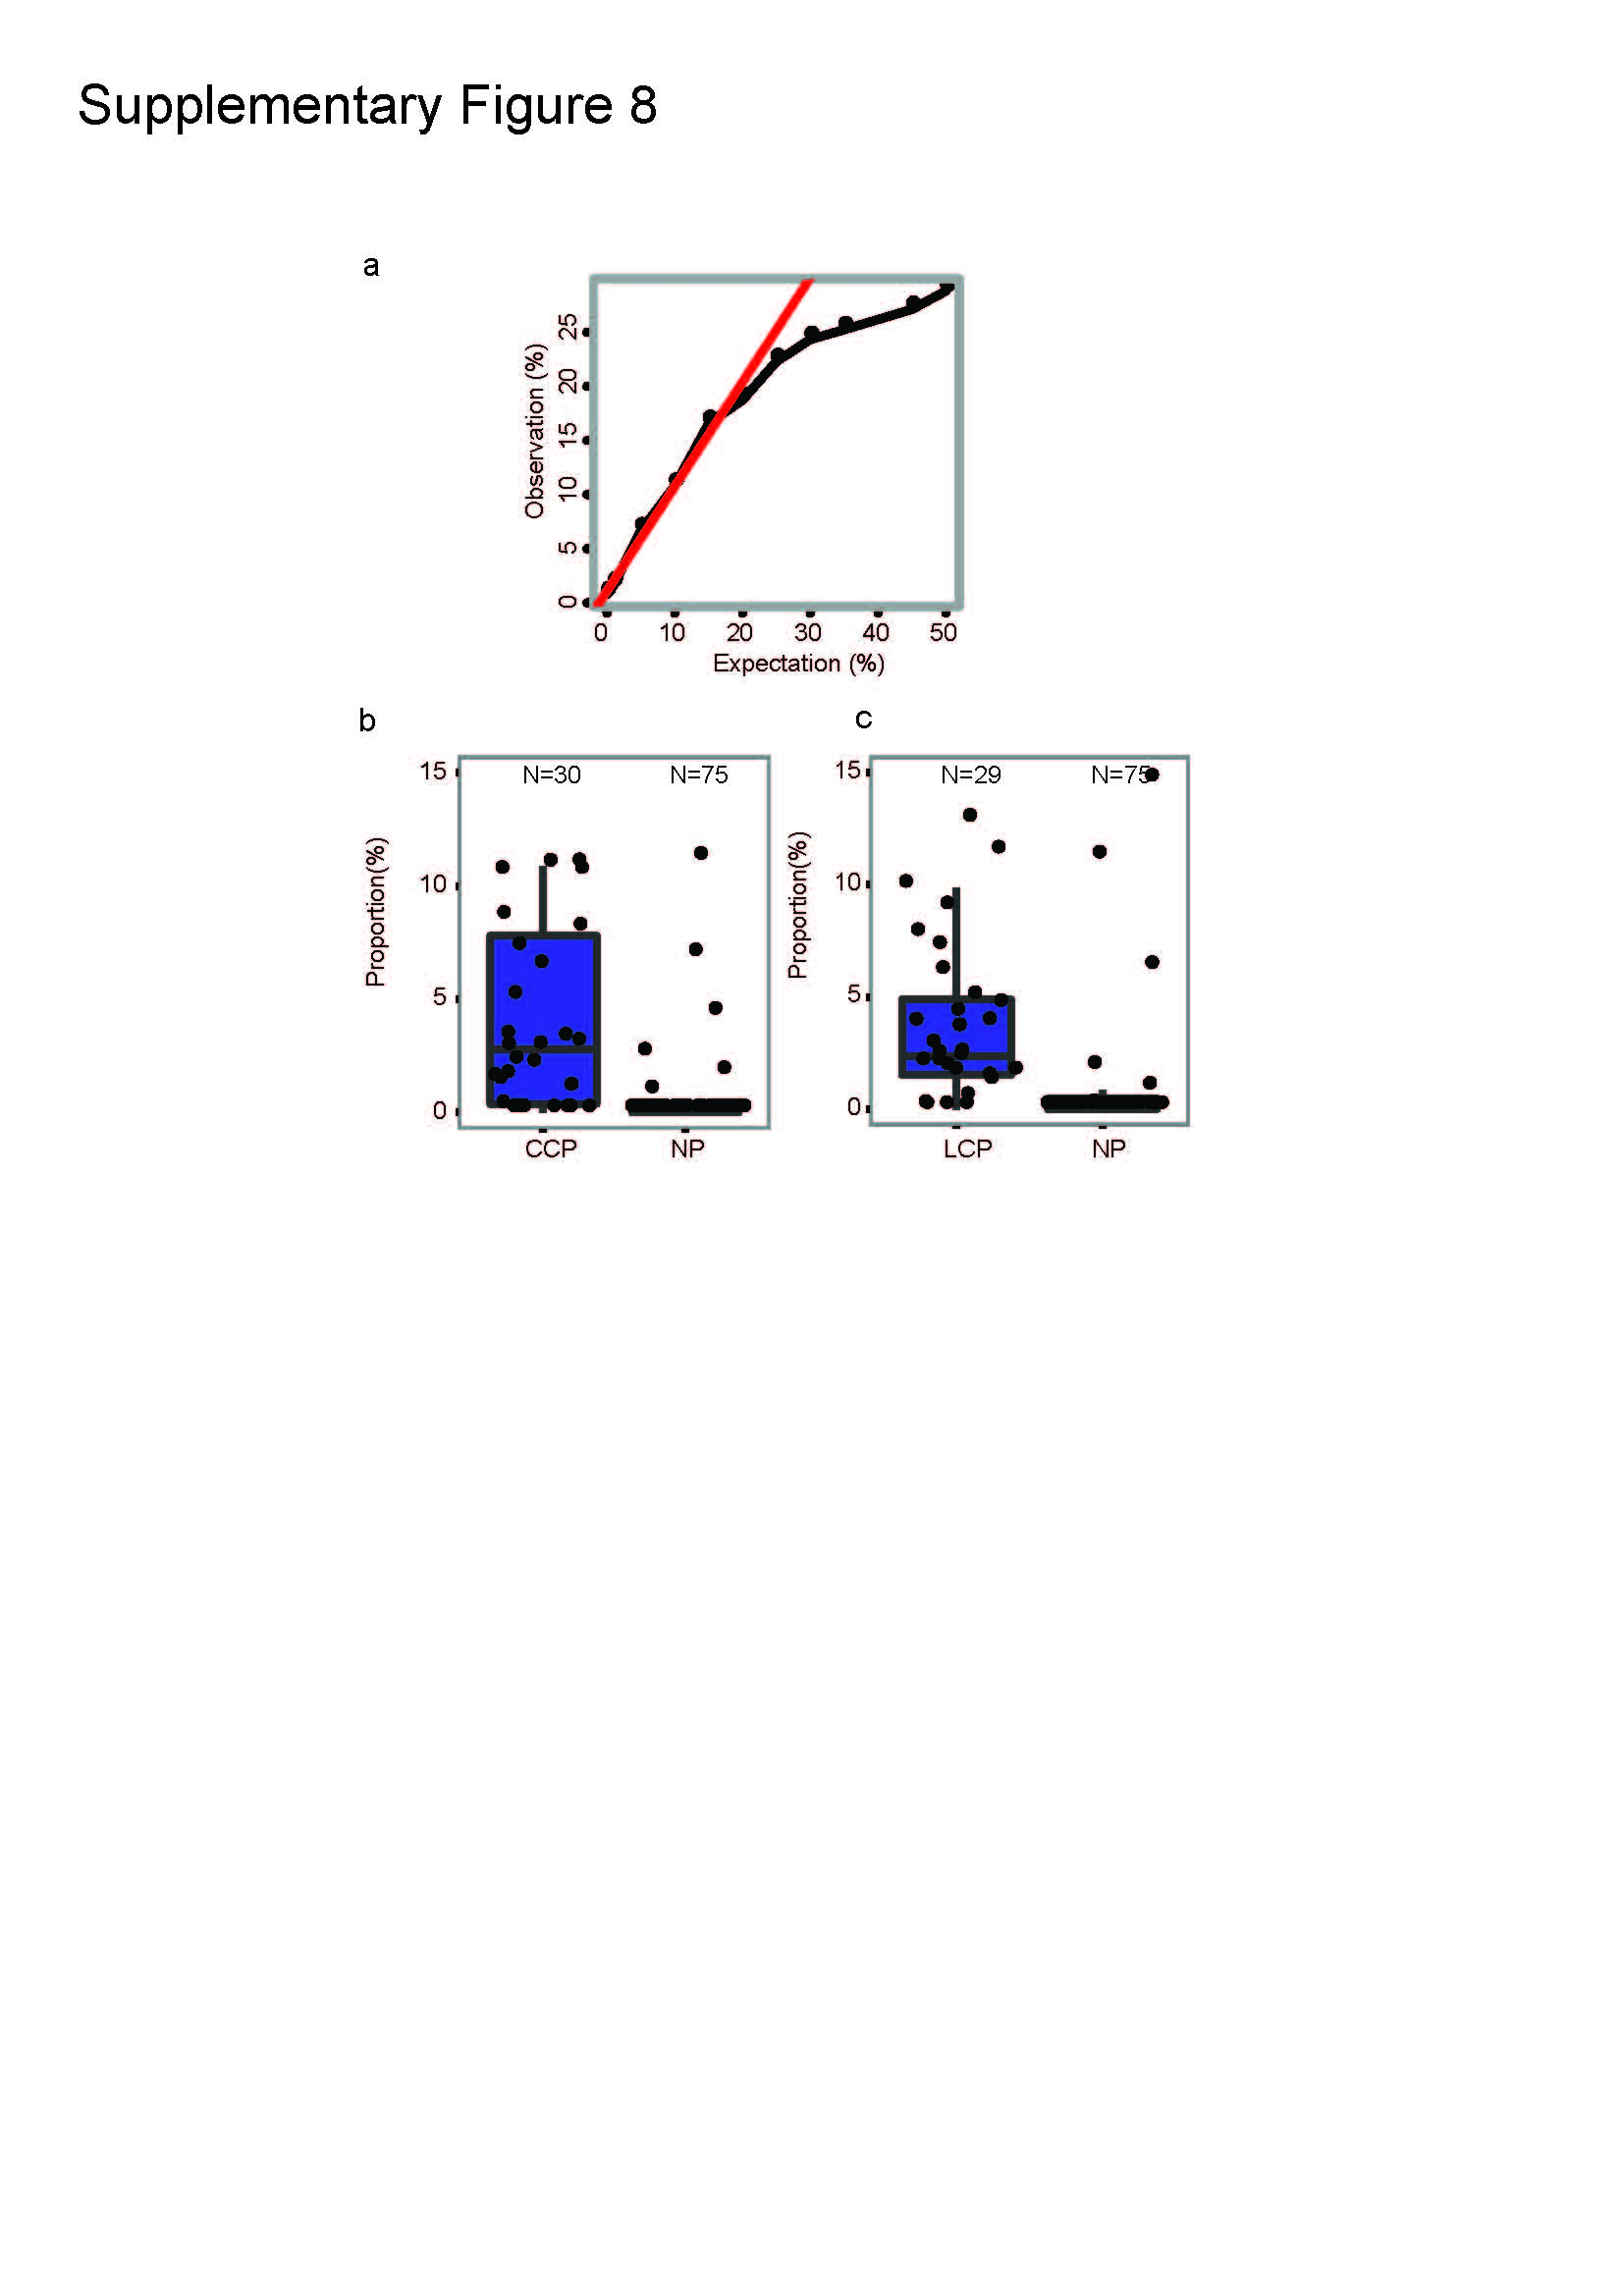 Supplementary Figure 8
a
Observation (%)
25
20
15
10
5
0
0 10 20 30 40 50
Expectation (%)
b
Proportion(%)
15
10
5
0
N=30 N=75
CCP NP
c
Proportion(%)
15
10
5
0
N=29 N=75
LCP NP